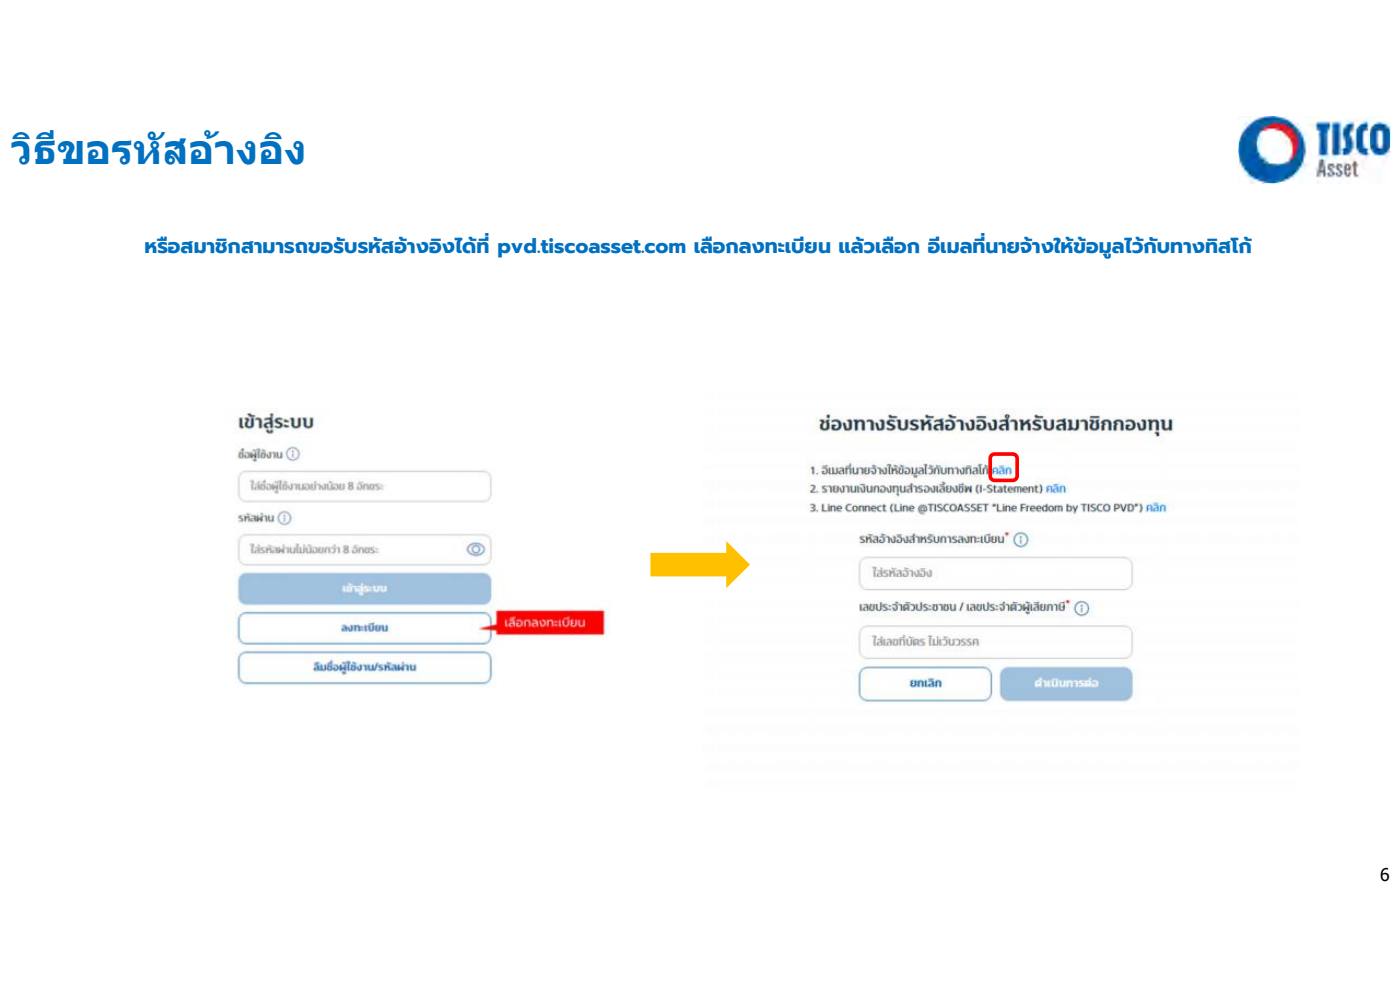 วิธีขอรหัสอ้างอิง
TISCO
Asset
หรือสมาชิกสามารถขอรับรหัสอ้างอิงได้ที่ pvd.tiscoasset.com เลือกลงทะเบียน แล้วเลือก อีเมลที่นายจ้างให้ข้อมูลไว้กับทางทิสโก้
เข้าสู่ระบบ
ชื่อผู้ใช้งาน
ใส่ชื่อผู้ใช้งานอย่างน้อย 8 อักขระ
รหัสผ่าน
ใส่รหัสผ่านไม่น้อยกว่า 8 อักขระ
เข้าสู่ระบบ
ลงทะเบียน
เลือกลงทะเบียน
ลืมชื่อผู้ใช้งาน/รหัสผ่าน
ช่องทางรับรหัสอ้างอิงสำหรับสมาชิกกองทุน
1. อีเมลที่นายจ้างให้ข้อมูลไว้กับทางทิสโก้ คลิก
2. รายงานเงินกองทุนสำรองเลี้ยงชีพ (I-Statement) คลิก
3. Line Connect (Line @TISCOASSET "Line Freedom by TISCO PVD") คลิก
รหัสอ้างอิงสำหรับการลงทะเบียน*
ใส่รหัสอ้างอิง
เลขประจำตัวประชาชน / เลขประจำตัวผู้เสียภาษี*
ใส่เลขที่บัตร ไม่เว้นวรรค
ยกเลิก
ดำเนินการต่อ
6